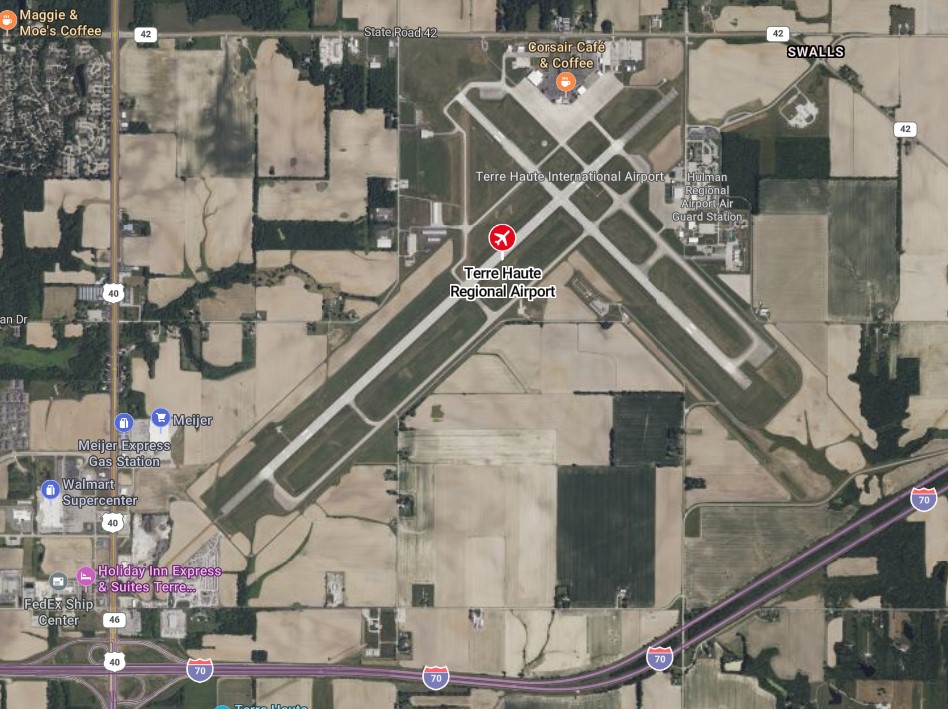 Maggie &
Moe's Coffee
42
State Road 42
42
Corsair Café
& Coffee
SWALLS
42
Terre Haute International Airport
Hulman
Regional
Airport Air
Guard Station
Terre Haute
Regional Airport
40
an Dr
Meijer
Meijer Express
Gas Station
Walmart
Supercenter
70
40
Holiday Inn Express
& Suites Terre...
FedEx Ship
Center
46
40
70
70
70
Terre Haute